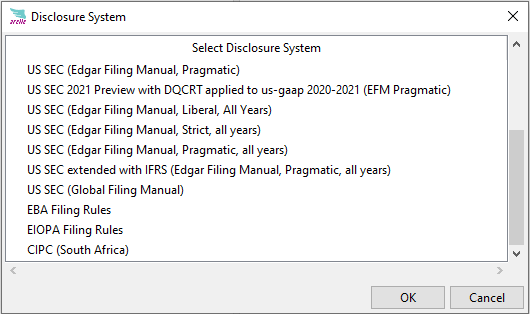 arelle
Disclosure System
Select Disclosure System
US SEC (Edgar Filing Manual, Pragmatic)
US SEC 2021 Preview with DQCRT applied to us-gaap 2020-2021 (EFM Pragmatic)
US SEC (Edgar Filing Manual, Liberal, All Years)
US SEC (Edgar Filing Manual, Strict, all years)
US SEC (Edgar Filing Manual, Pragmatic, all years)
US SEC extended with IFRS (Edgar Filing Manual, Pragmatic, all years)
US SEC (Global Filing Manual)
EBA Filing Rules
EIOPA Filing Rules
CIPC (South Africa)
OK
Cancel